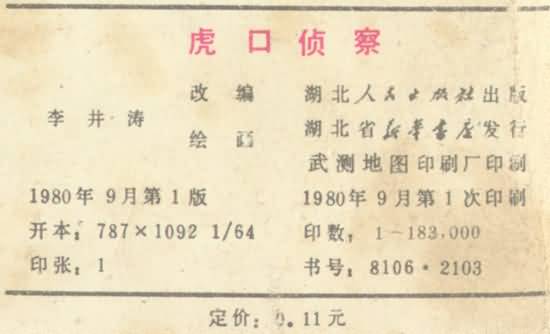 虎口侦察
李井涛 改编 绘画
湖北人民出版社出版
湖北省新华书店发行
武测地图印刷厂印刷
1980年9月第1版
1980年9月第1次印刷
开本：787×1092 1/64
印数：1－183,000
印张：1
书号：8106·2103
定价：0.11元